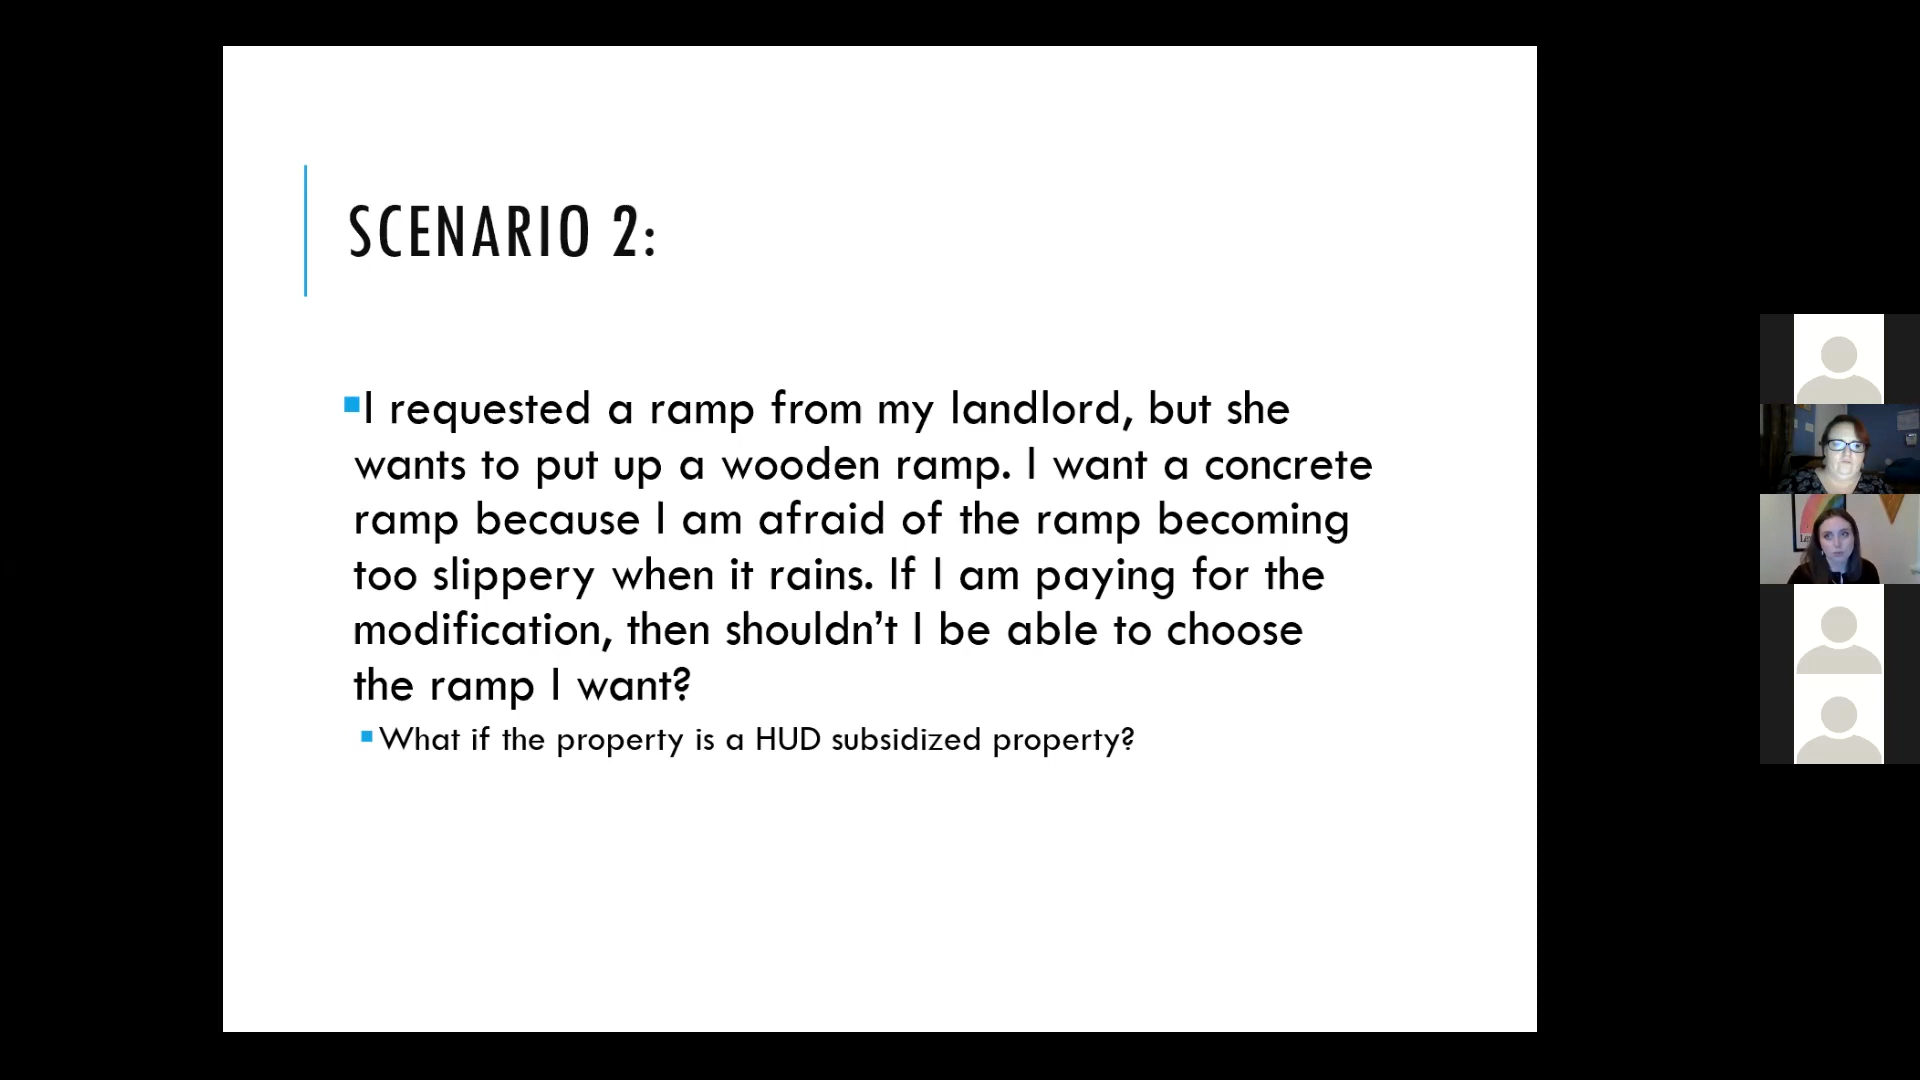 SCENARIO 2:
I requested a ramp from my landlord, but she
wants to put up a wooden ramp. I want a concrete
ramp because I am afraid of the ramp becoming
too slippery when it rains. If I am paying for the
modification, then shouldn’t I be able to choose
the ramp I want?
What if the property is a HUD subsidized property?